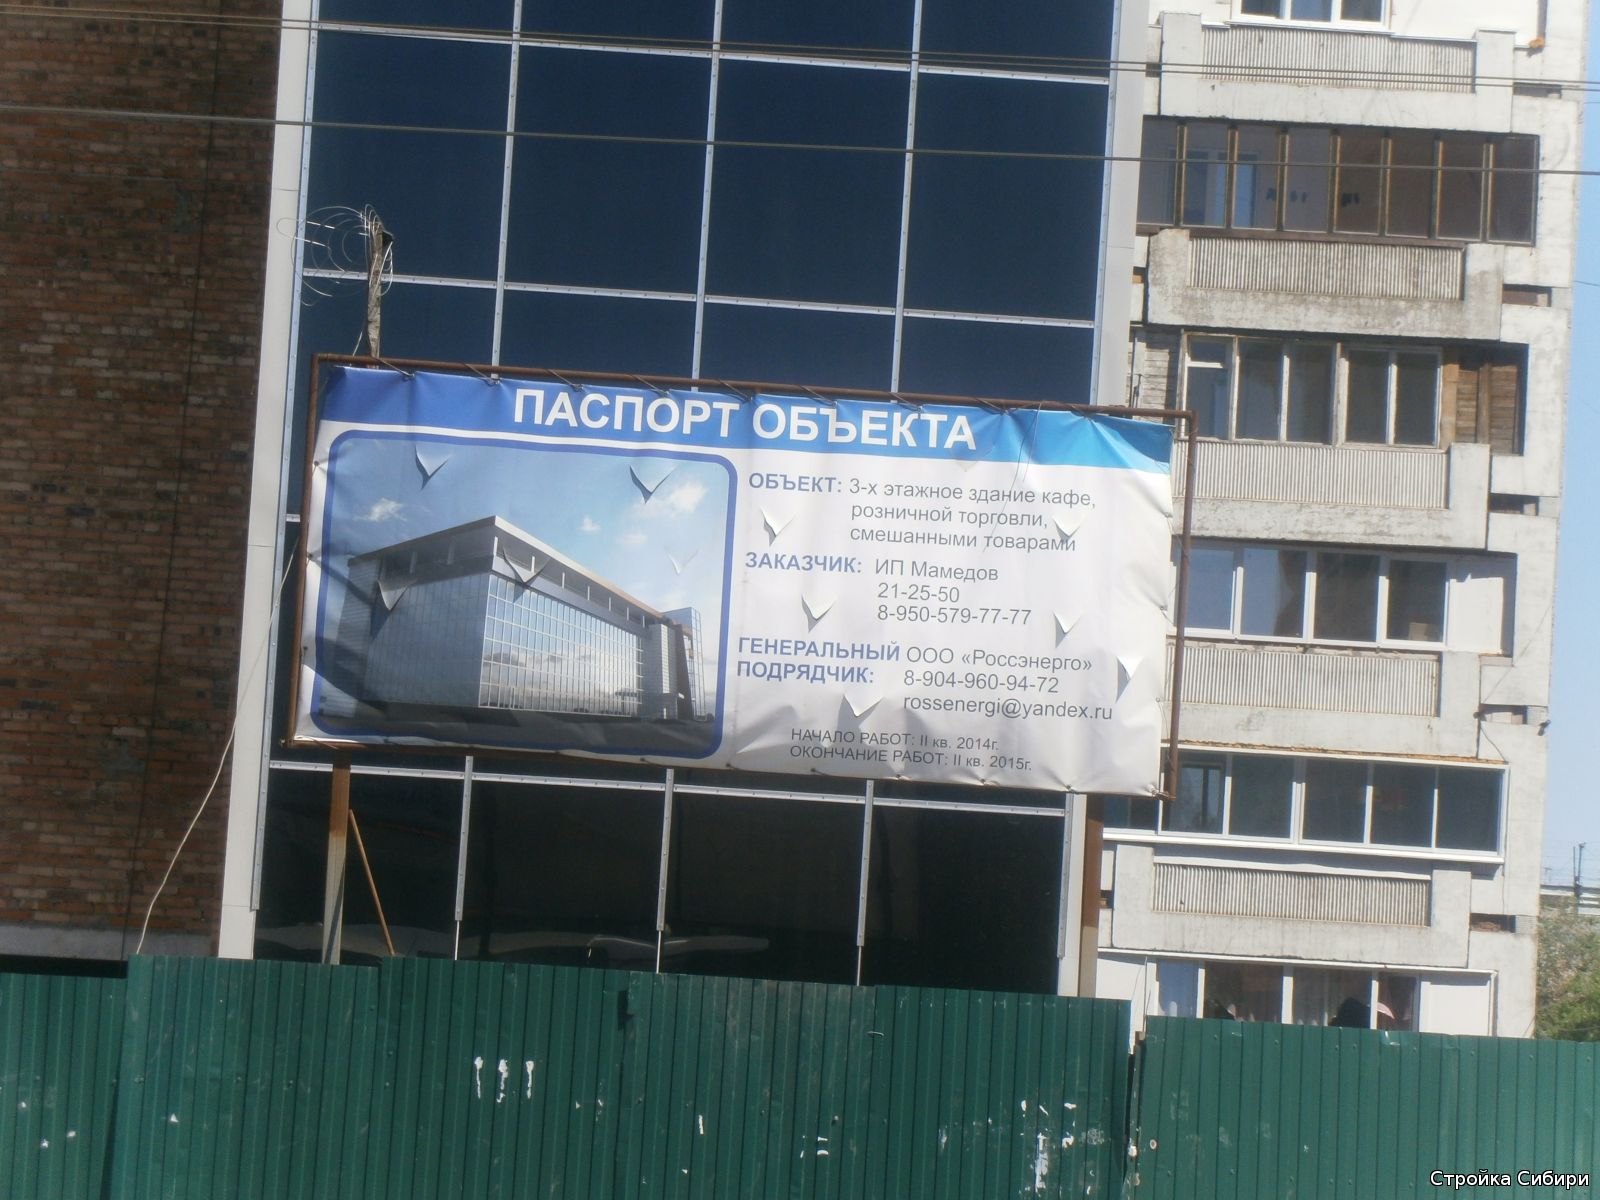 ПАСПОРТ ОБЪЕКТА
ОБЪЕКТ: 3-х этажное здание кафе,
розничной торговли,
смешанными товарами
ЗАКАЗЧИК: ИП Мамедов
21-25-50
8-950-579-77-77
ГЕНЕРАЛЬНЫЙ ООО «Россэнерго»
ПОДРЯДЧИК: 8-904-960-94-72
rossenergi@yandex.ru
НАЧАЛО РАБОТ: II кв. 2014г.
ОКОНЧАНИЕ РАБОТ: II кв. 2015г.
Стройка Сибири